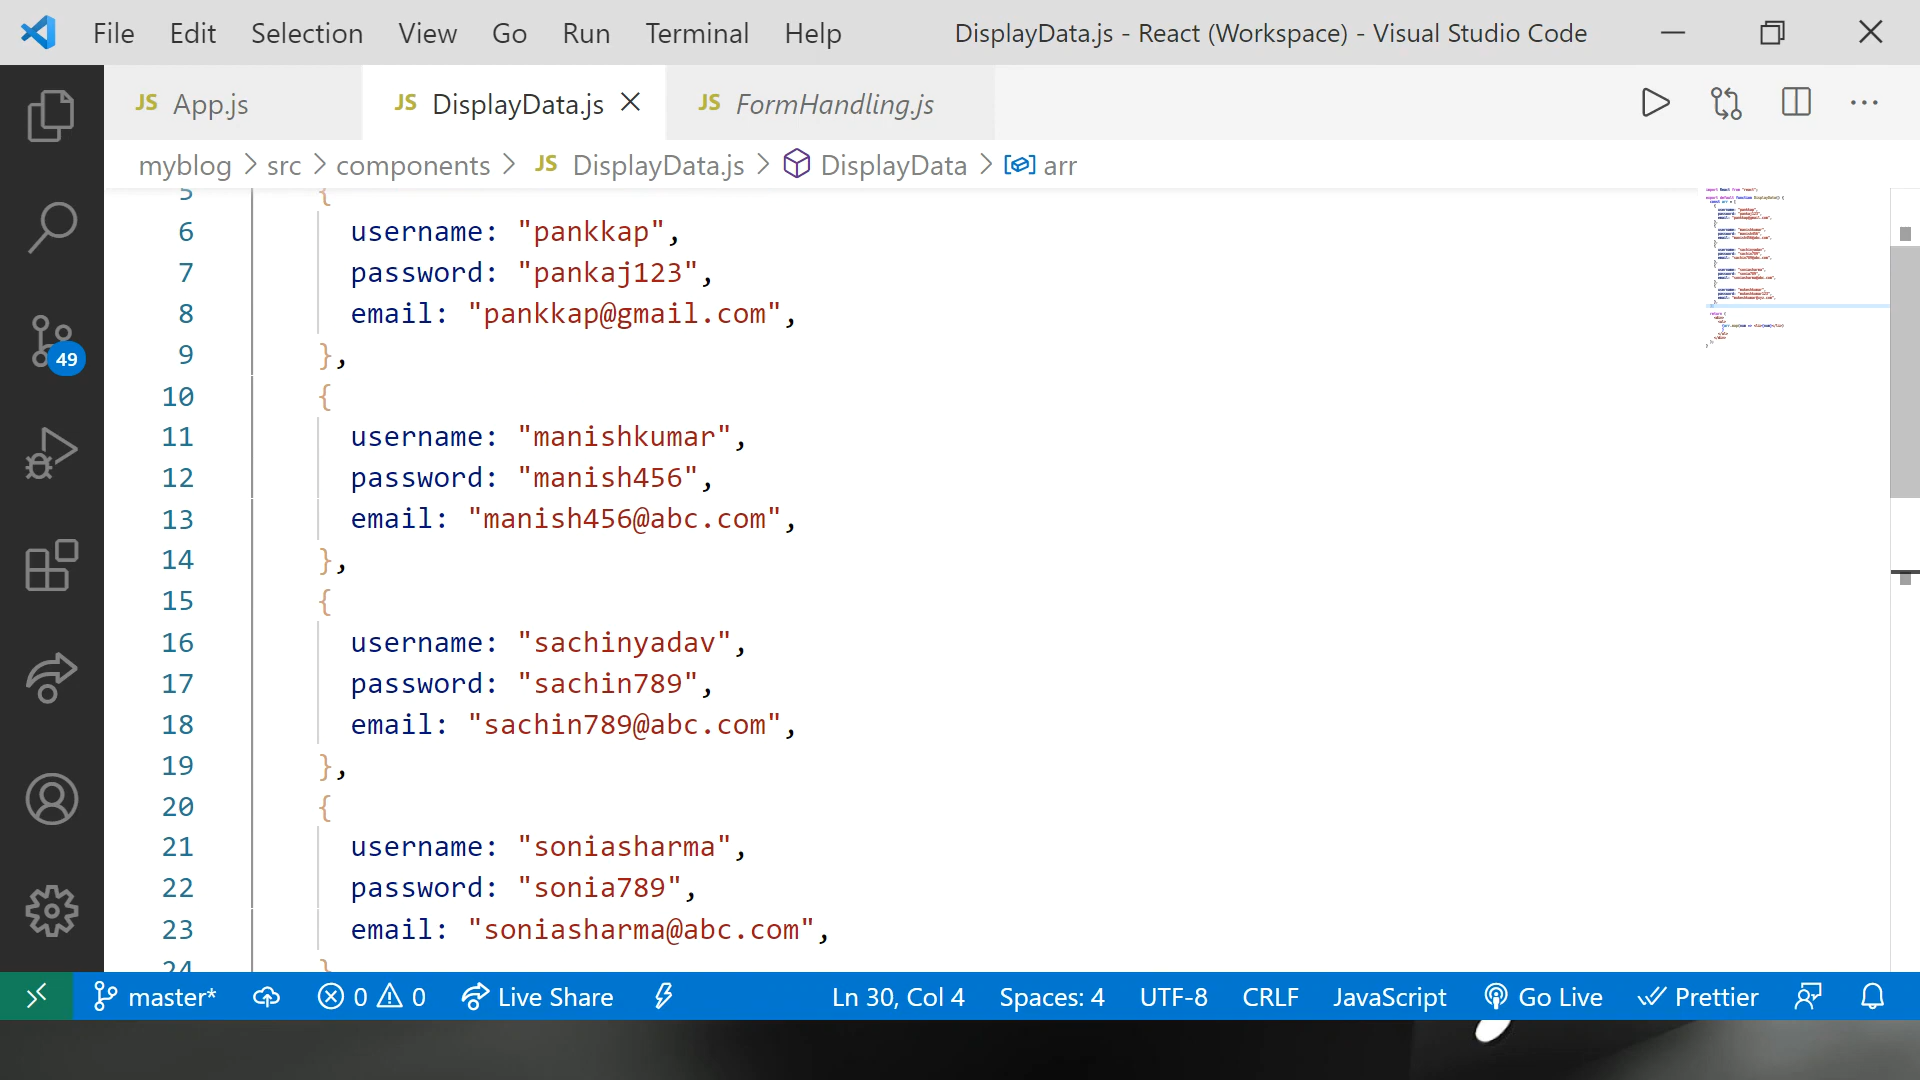 File Edit Selection View Go Run Terminal Help DisplayData.js - React (Workspace) - Visual Studio Code
JS App.js JS DisplayData.js JS FormHandling.js
myblog > src > components > JS DisplayData.js > DisplayData > arr
5 {
6 username: "pankkap",
7 password: "pankaj123",
8 email: "pankkap@gmail.com",
9 },
10 {
11 username: "manishkumar",
12 password: "manish456",
13 email: "manish456@abc.com",
14 },
15 {
16 username: "sachinyadav",
17 password: "sachin789",
18 email: "sachin789@abc.com",
19 },
20 {
21 username: "soniasharma",
22 password: "sonia789",
23 email: "soniasharma@abc.com",
24 }
49
master* 0 0 Live Share Ln 30, Col 4 Spaces: 4 UTF-8 CRLF JavaScript Go Live Prettier